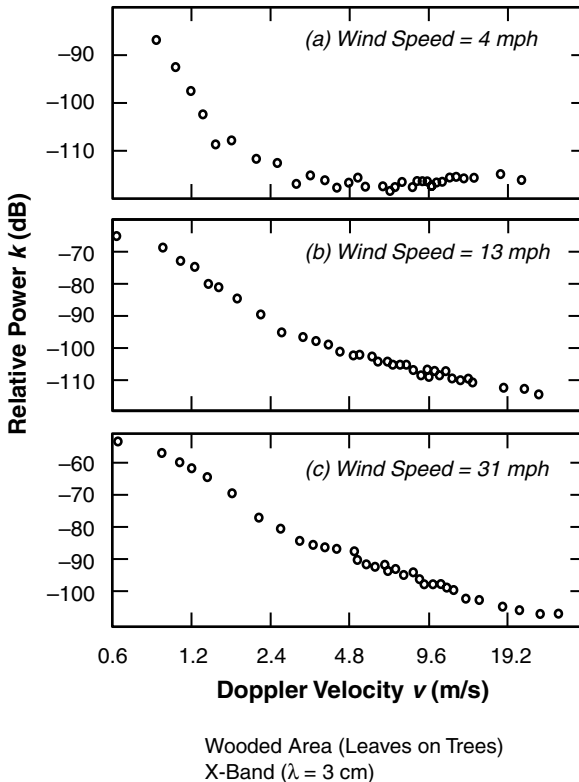 (a) Wind Speed = 4 mph
–90
–100
–110
(b) Wind Speed = 13 mph
–70
–80
–90
–100
–110
(c) Wind Speed = 31 mph
–60
–70
–80
–90
–100
Relative Power k (dB)
0.6 1.2 2.4 4.8 9.6 19.2
Doppler Velocity v (m/s)
Wooded Area (Leaves on Trees)
X-Band (λ = 3 cm)